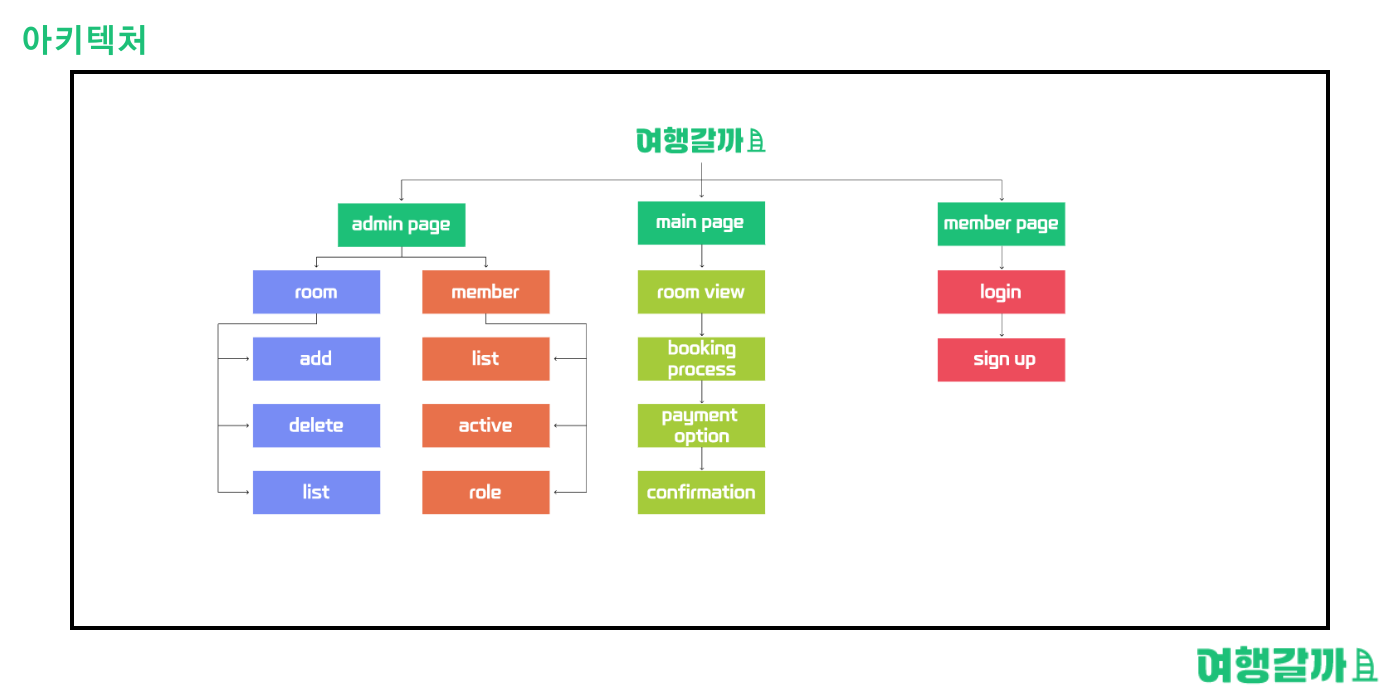 아키텍처
여행갈까
admin page
main page
member page
room
member
room view
login
add
list
booking
process
sign up
delete
active
payment
option
list
role
confirmation
여행갈까